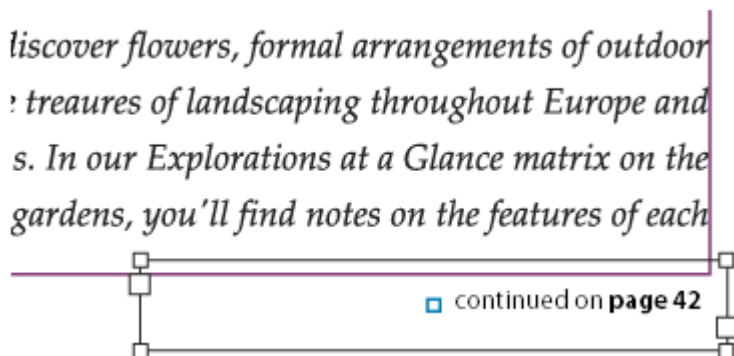 discover flowers, formal arrangements of outdoor
treaures of landscaping throughout Europe and
s. In our Explorations at a Glance matrix on the
gardens, you'll find notes on the features of each
continued on page 42